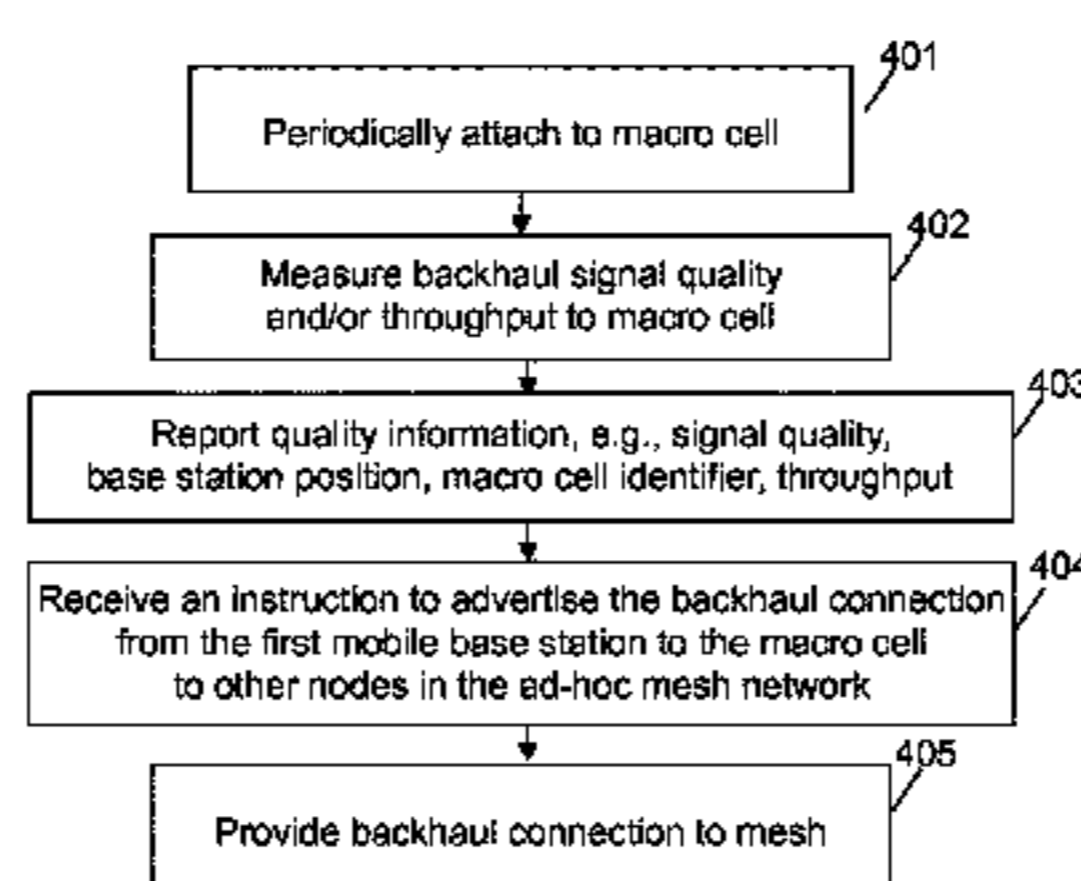 401
Periodically attach to macro cell
402
Measure backhaul signal quality
and/or throughput to macro cell
403
Report quality information, e.g., signal quality,
base station position, macro cell identifier, throughput
404
Receive an instruction to advertise the backhaul connection
from the first mobile base station to the macro cell
to other nodes in the ad-hoc mesh network
405
Provide backhaul connection to mesh